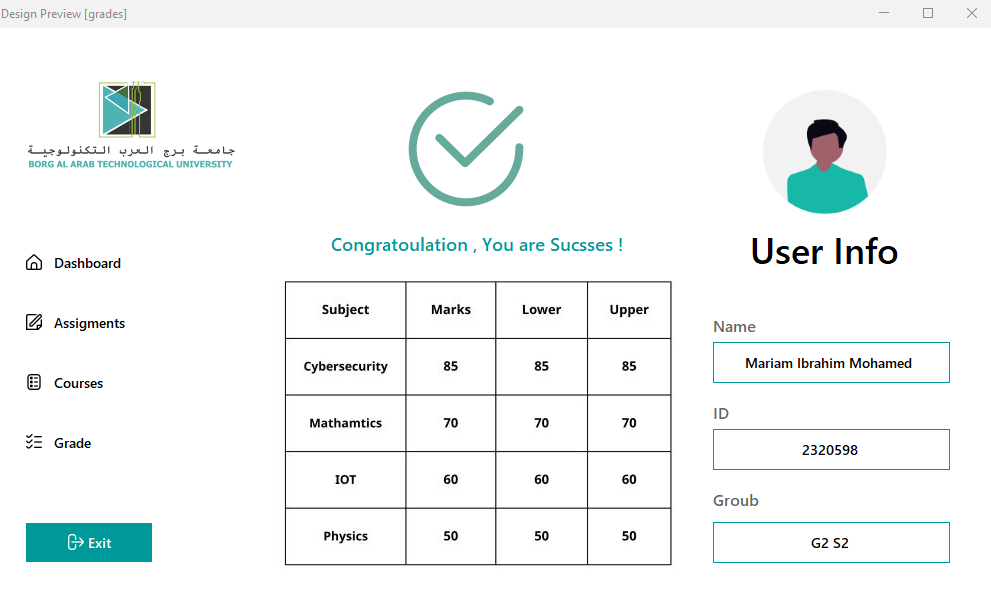 Design Preview [grades]
جامعة برج العرب التكنولوجية
BORG AL ARAB TECHNOLOGICAL UNIVERSITY
Dashboard
Assigments
Courses
Grade
Exit
Congratoulation , You are Sucsses !
Subject Marks Lower Upper
Cybersecurity 85 85 85
Mathamtics 70 70 70
IOT 60 60 60
Physics 50 50 50
User Info
Name
Mariam Ibrahim Mohamed
ID
2320598
Groub
G2 S2